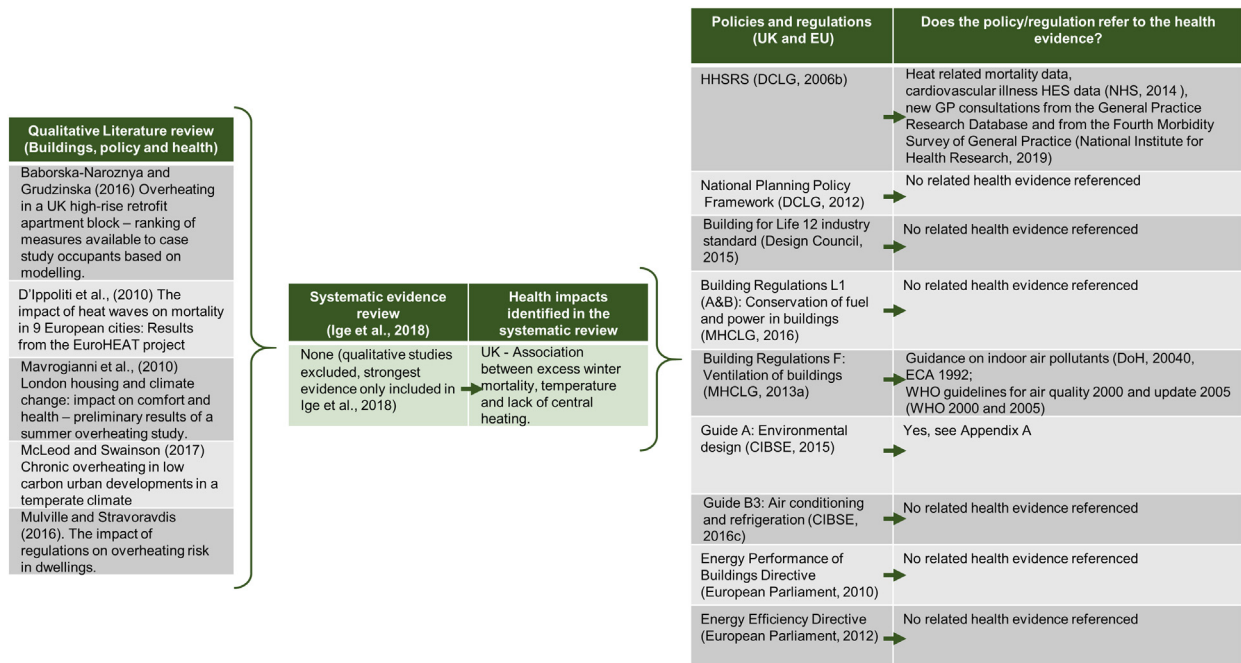 Qualitative Literature review
(Buildings, policy and health)
Baborska-Naroznya and
Grudzinska (2016) Overheating
in a UK high-rise retrofit
apartment block – ranking of
measures available to case
study occupants based on
modelling.
D'Ippoliti et al., (2010) The
impact of heat waves on mortality
in 9 European cities: Results
from the EuroHEAT project
Mavrogianni et al., (2010)
London housing and climate
change: impact on comfort and
health – preliminary results of a
summer overheating study.
McLeod and Swainson (2017)
Chronic overheating in low
carbon urban developments in a
temperate climate
Mulville and Stravoravdis
(2016). The impact of
regulations on overheating risk
in dwellings.
Systematic evidence
review
(Ige et al., 2018)
Health impacts
identified in the
systematic review
None (qualitative studies
excluded, strongest
evidence only included in
Ige et al., 2018)
UK - Association
between excess winter
mortality, temperature
and lack of central
heating.
Policies and regulations
(UK and EU)
Does the policy/regulation refer to the health
evidence?
HHSRS (DCLG, 2006b)
Heat related mortality data,
cardiovascular illness HES data (NHS, 2014 ),
new GP consultations from the General Practice
Research Database and from the Fourth Morbidity
Survey of General Practice (National Institute for
Health Research, 2019)
National Planning Policy
Framework (DCLG, 2012)
No related health evidence referenced
Building for Life 12 industry
standard (Design Council,
2015)
No related health evidence referenced
Building Regulations L1
(A&B): Conservation of fuel
and power in buildings
(MHCLG, 2016)
No related health evidence referenced
Building Regulations F:
Ventilation of buildings
(MHCLG, 2013a)
Guidance on indoor air pollutants (DoH, 20040,
ECA 1992;
WHO guidelines for air quality 2000 and update 2005
(WHO 2000 and 2005)
Guide A: Environmental
design (CIBSE, 2015)
Yes, see Appendix A
Guide B3: Air conditioning
and refrigeration (CIBSE,
2016c)
No related health evidence referenced
Energy Performance of
Buildings Directive
(European Parliament, 2010)
No related health evidence referenced
Energy Efficiency Directive
(European Parliament, 2012)
No related health evidence referenced